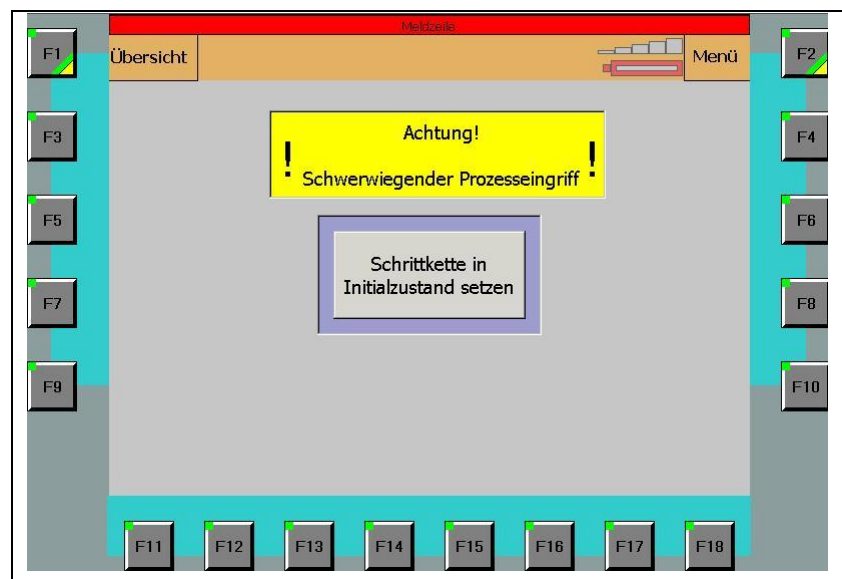 Meldzeile
F1
Übersicht
Menü
F2
F3
Achtung!
! Schwerwiegender Prozesseingriff !
F4
F5
F6
Schrittkette in
Initialzustand setzen
F7
F8
F9
F10
F11 F12 F13 F14 F15 F16 F17 F18